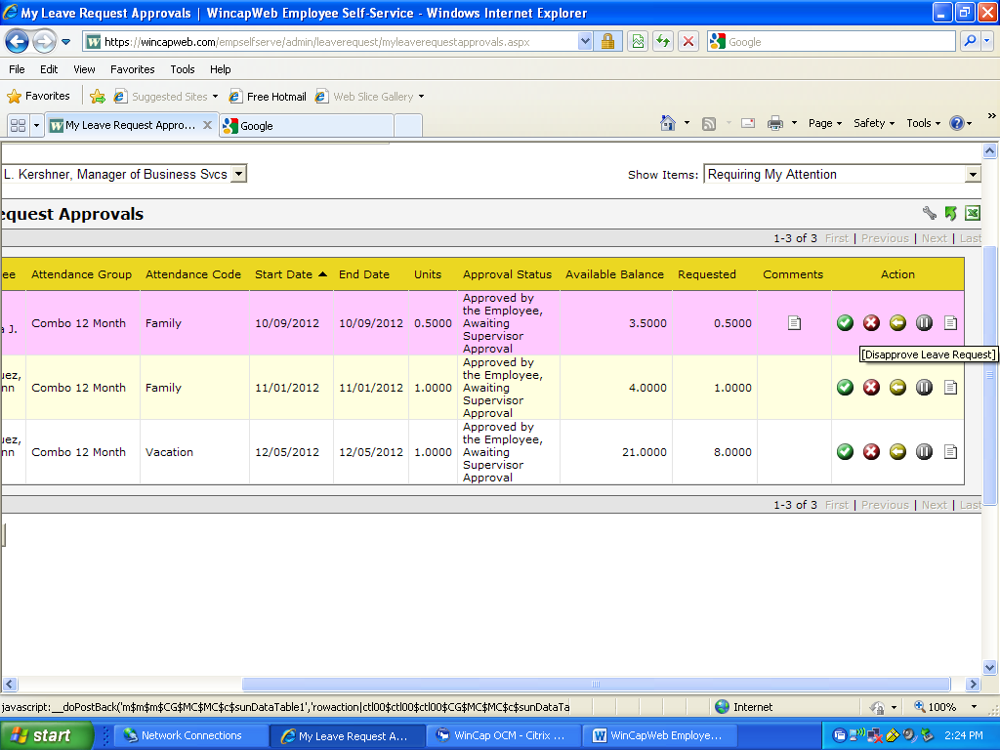 My Leave Request Approvals | WincapWeb Employee Self-Service - Windows Internet Explorer
https://wincapweb.com/empselfserve/admin/leaverequest/myleaverequestapprovals.aspx
Google
File Edit View Favorites Tools Help
Favorites Suggested Sites Free Hotmail Web Slice Gallery
My Leave Request Appro... Google Page Safety Tools »
L. Kershner, Manager of Business Svcs Show Items: Requiring My Attention
equest Approvals
1-3 of 3 First | Previous | Next | Last
ee Attendance Group Attendance Code Start Date End Date Units Approval Status Available Balance Requested Comments Action
a J. Combo 12 Month Family 10/09/2012 10/09/2012 0.5000
Approved by
the Employee,
Awaiting
Supervisor
Approval
3.5000 0.5000
[Disapprove Leave Request]
uez,
nn
Combo 12 Month Family 11/01/2012 11/01/2012 1.0000
Approved by
the Employee,
Awaiting
Supervisor
Approval
4.0000 1.0000
uez,
nn
Combo 12 Month Vacation 12/05/2012 12/05/2012 1.0000
Approved by
the Employee,
Awaiting
Supervisor
Approval
21.0000 8.0000
1-3 of 3 First | Previous | Next | Last
javascript:__doPostBack('m$m$m$CG$MC$MC$c$sunDataTable1','rowaction|ctl00$ctl00$ctl00$CG$MC$MC$c$sunDataTa
Internet 100%
start Network Connections My Leave Request A... WinCap OCM - Citrix ... WinCapWeb Employe... 2:24 PM